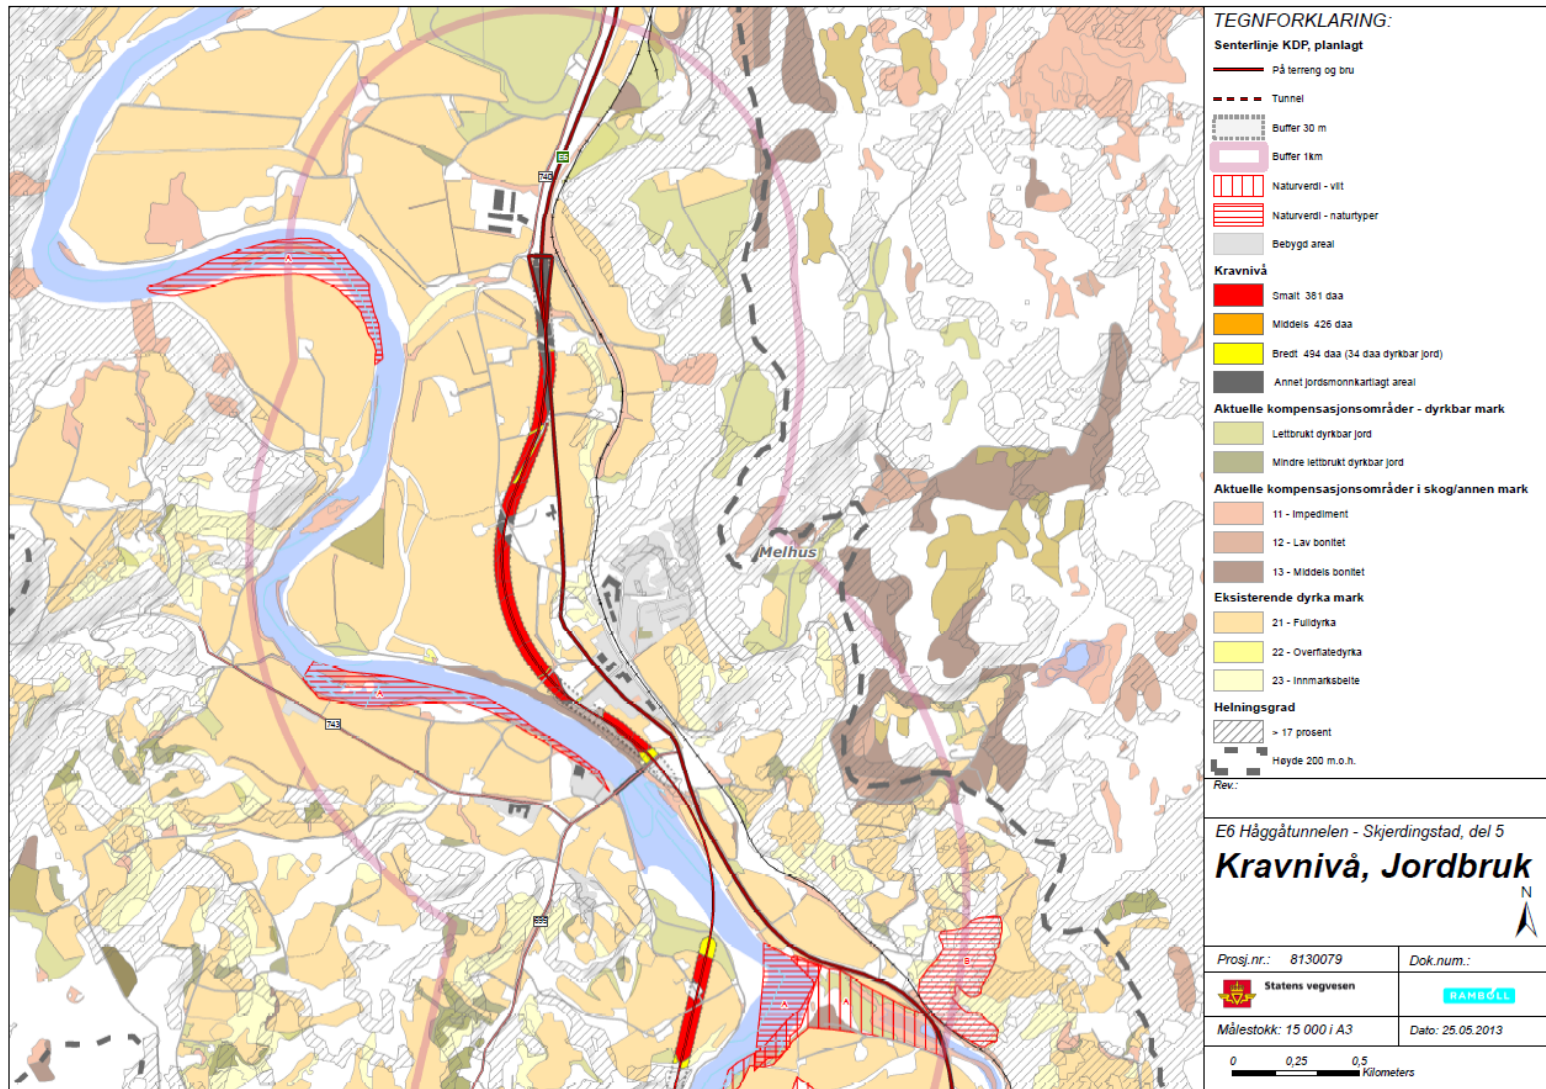 TEGNFORKLARING:
Senterlinje KDP, planlagt
På terreng og bru
Tunnel
Buffer 30 m
Buffer 1km
Naturverdi - vilt
Naturverdi - naturtyper
Bebygd areal
Kravnivå
Smalt 381 daa
Middels 426 daa
Bredt 494 daa (34 daa dyrkbar jord)
Annet jordsmonnkartlagt areal
Aktuelle kompensasjonsområder - dyrkbar mark
Lettbrukt dyrkbar jord
Mindre lettbrukt dyrkbar jord
Aktuelle kompensasjonsområder i skog/annen mark
11 - Impediment
12 - Lav bonitet
13 - Middels bonitet
Eksisterende dyrka mark
21 - Fulldyrka
22 - Overflatedyrka
23 - Innmarksbeite
Helningsgrad
> 17 prosent
Høyde 200 m.o.h.
Rev.:
E6 Håggåtunnelen - Skjerdingstad, del 5
Kravnivå, Jordbruk
N
Prosj.nr.: 8130079
Dok.num.:
Statens vegvesen
RAMBOLL
Målestokk: 15 000 i A3
Dato: 25.05.2013
0 0,25 0,5
Kilometers
E6
740
A
Melhus
A
743
695
B
A
A